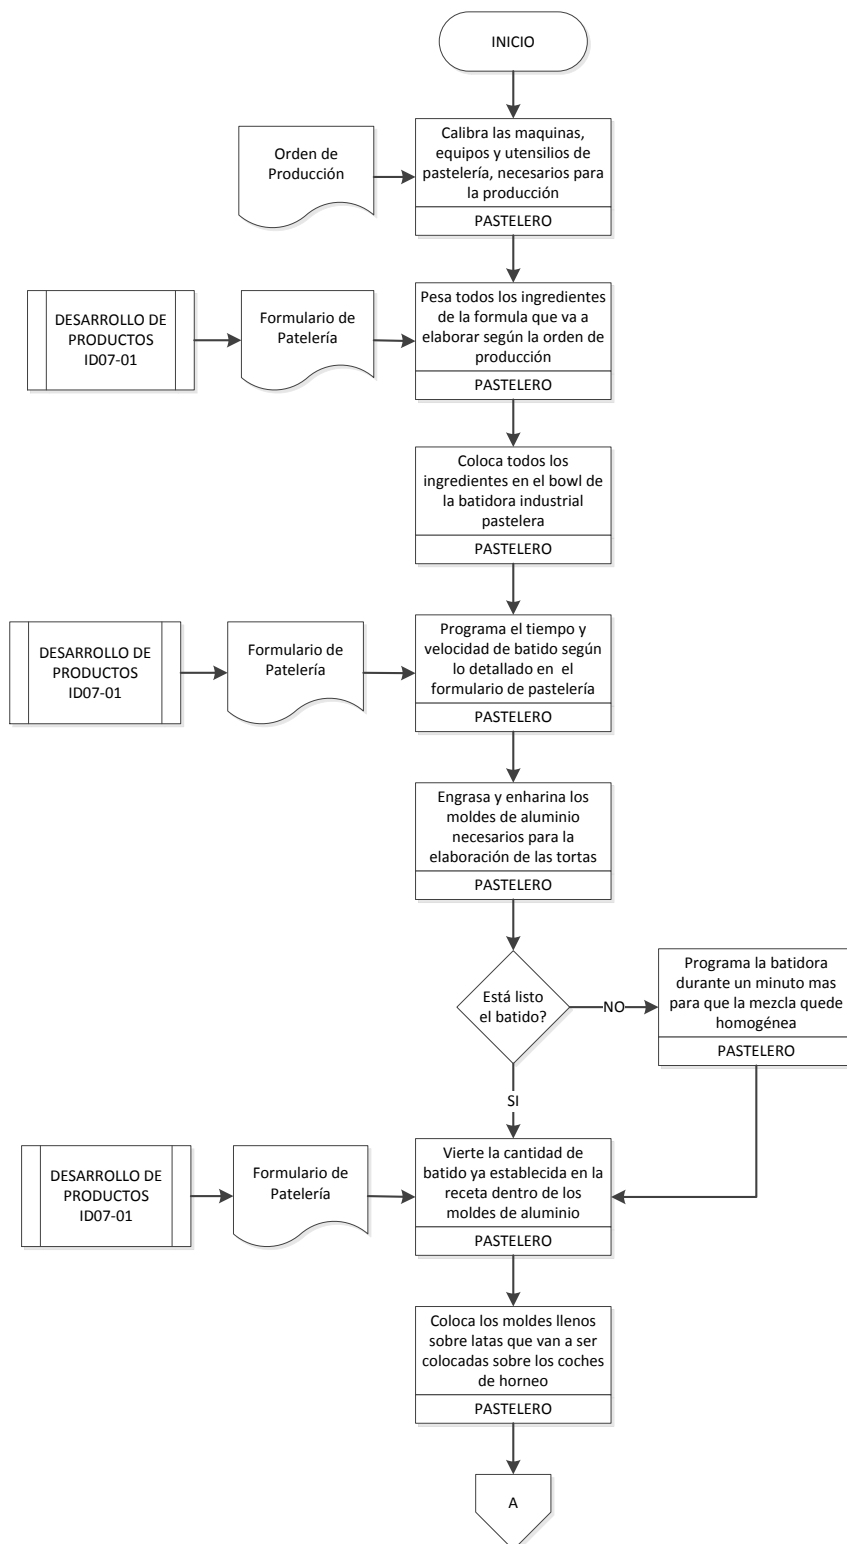 INICIO
Orden de
Producción
Calibra las maquinas,
equipos y utensilios de
pastelería, necesarios para
la producción
PASTELERO
DESARROLLO DE
PRODUCTOS
ID07-01
Formulario de
Patelería
Pesa todos los ingredientes
de la formula que va a
elaborar según la orden de
producción
PASTELERO
Coloca todos los
ingredientes en el bowl de
la batidora industrial
pastelera
PASTELERO
DESARROLLO DE
PRODUCTOS
ID07-01
Formulario de
Patelería
Programa el tiempo y
velocidad de batido según
lo detallado en  el
formulario de pastelería
PASTELERO
Engrasa y enharina los
moldes de aluminio
necesarios para la
elaboración de las tortas
PASTELERO
Está listo
el batido?
NO
Programa la batidora
durante un minuto mas
para que la mezcla quede
homogénea
PASTELERO
SI
DESARROLLO DE
PRODUCTOS
ID07-01
Formulario de
Patelería
Vierte la cantidad de
batido ya establecida en la
receta dentro de los
moldes de aluminio
PASTELERO
Coloca los moldes llenos
sobre latas que van a ser
colocadas sobre los coches
de horneo
PASTELERO
A